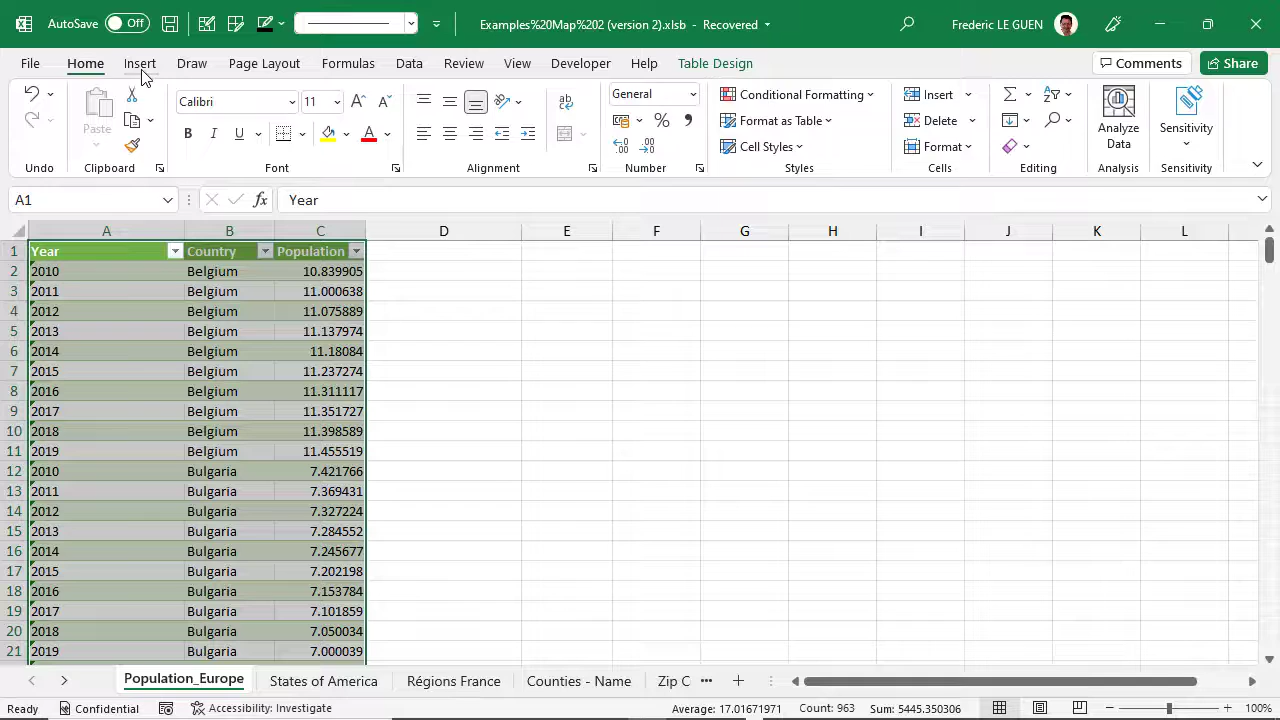 AutoSave Off Examples%20Map%202 (version 2).xlsb - Recovered Frederic LE GUEN
File Home Insert Draw Page Layout Formulas Data Review View Developer Help Table Design Comments Share
Calibri 11 General Conditional Formatting Insert
Paste Format as Table Delete Analyze Data Sensitivity
B I U A % Cell Styles Format
Undo Clipboard Font Alignment Number Styles Cells Editing Analysis Sensitivity
A1 fx Year
A B C D E F G H I J K L
1 Year Country Population
2 2010 Belgium 10.839905
3 2011 Belgium 11.000638
4 2012 Belgium 11.075889
5 2013 Belgium 11.137974
6 2014 Belgium 11.18084
7 2015 Belgium 11.237274
8 2016 Belgium 11.311117
9 2017 Belgium 11.351727
10 2018 Belgium 11.398589
11 2019 Belgium 11.455519
12 2010 Bulgaria 7.421766
13 2011 Bulgaria 7.369431
14 2012 Bulgaria 7.327224
15 2013 Bulgaria 7.284552
16 2014 Bulgaria 7.245677
17 2015 Bulgaria 7.202198
18 2016 Bulgaria 7.153784
19 2017 Bulgaria 7.101859
20 2018 Bulgaria 7.050034
21 2019 Bulgaria 7.000039
Population_Europe States of America Régions France Counties - Name Zip C
Ready Confidential Accessibility: Investigate Average: 17.01671971 Count: 963 Sum: 5445.350306 100%